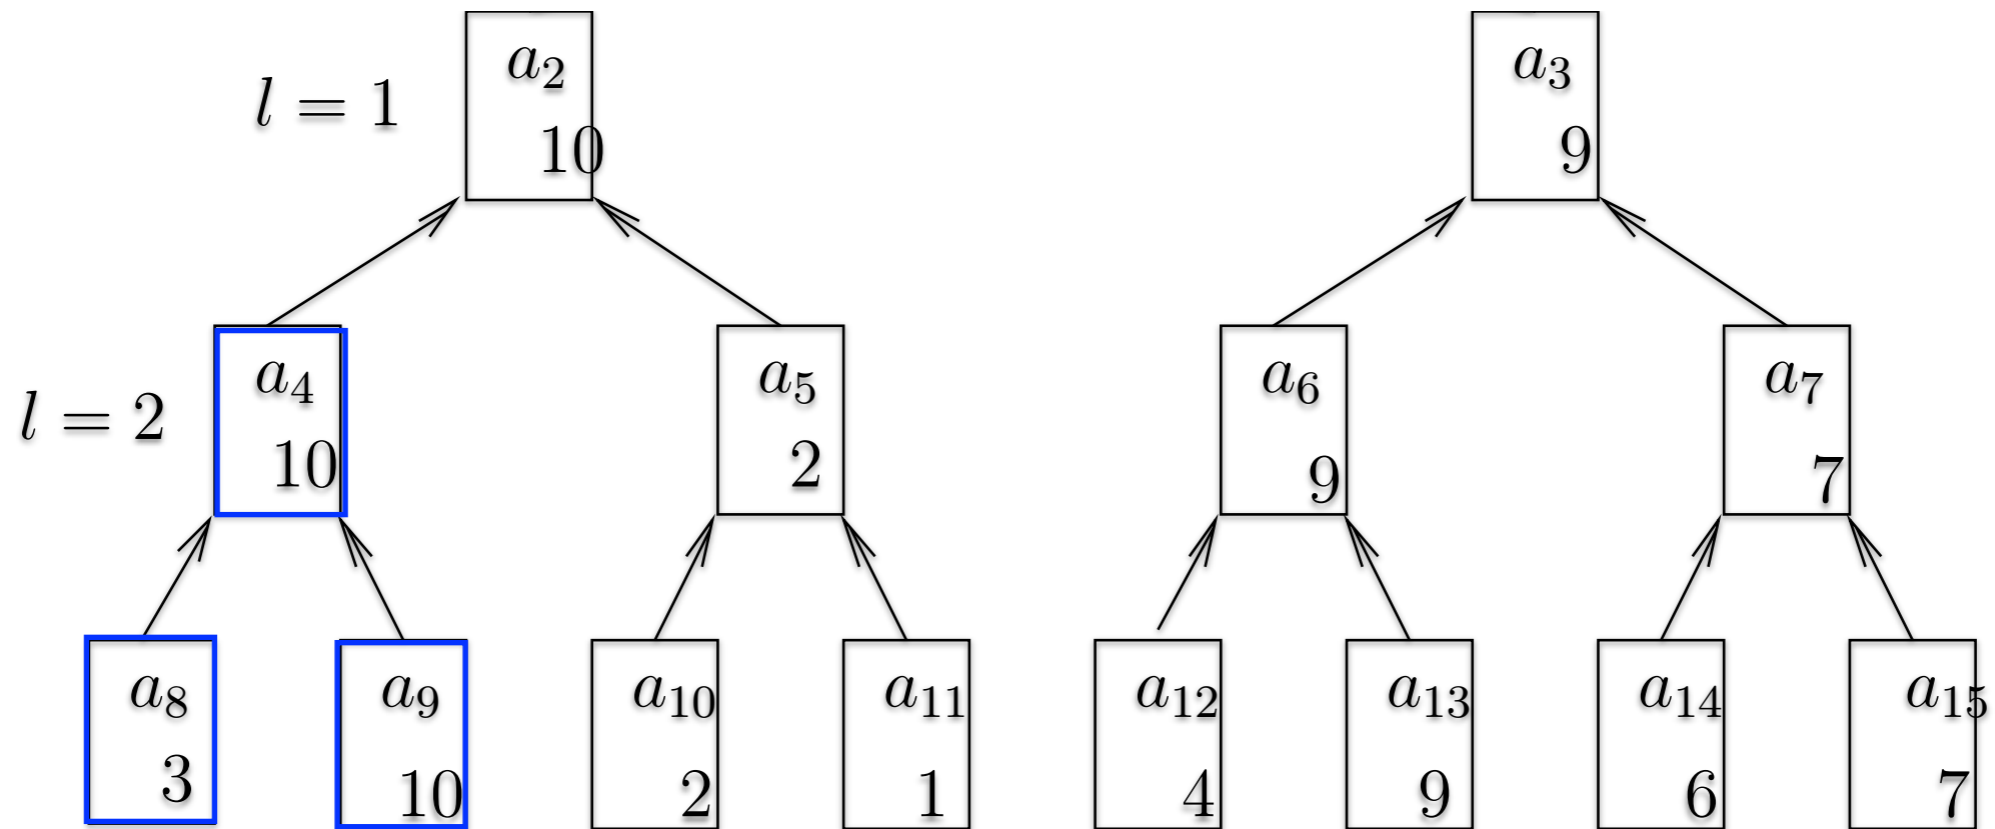 a₂ a₃
l = 1
10 9
a₄ a₅ a₆ a₇
l = 2
10 2 9 7
a₈ a₉ a₁₀ a₁₁ a₁₂ a₁₃ a₁₄ a₁₅
3 10 2 1 4 9 6 7